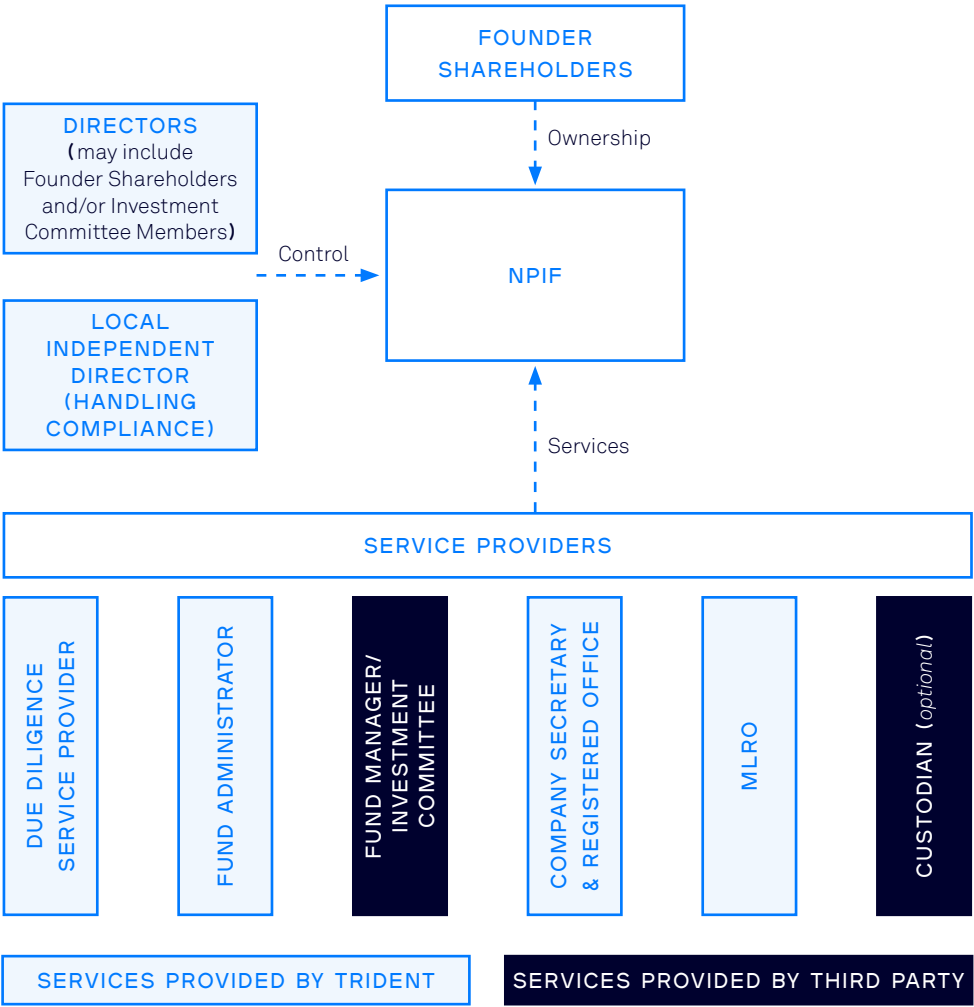 FOUNDER
SHAREHOLDERS
Ownership
DIRECTORS
(may include
Founder Shareholders
and/or Investment
Committee Members)
Control
NPIF
LOCAL
INDEPENDENT
DIRECTOR
(HANDLING
COMPLIANCE)
Services
SERVICE PROVIDERS
DUE DILIGENCE
SERVICE PROVIDER
FUND ADMINISTRATOR
FUND MANAGER/
INVESTMENT
COMMITTEE
COMPANY SECRETARY
& REGISTERED OFFICE
MLRO
CUSTODIAN (optional)
SERVICES PROVIDED BY TRIDENT
SERVICES PROVIDED BY THIRD PARTY